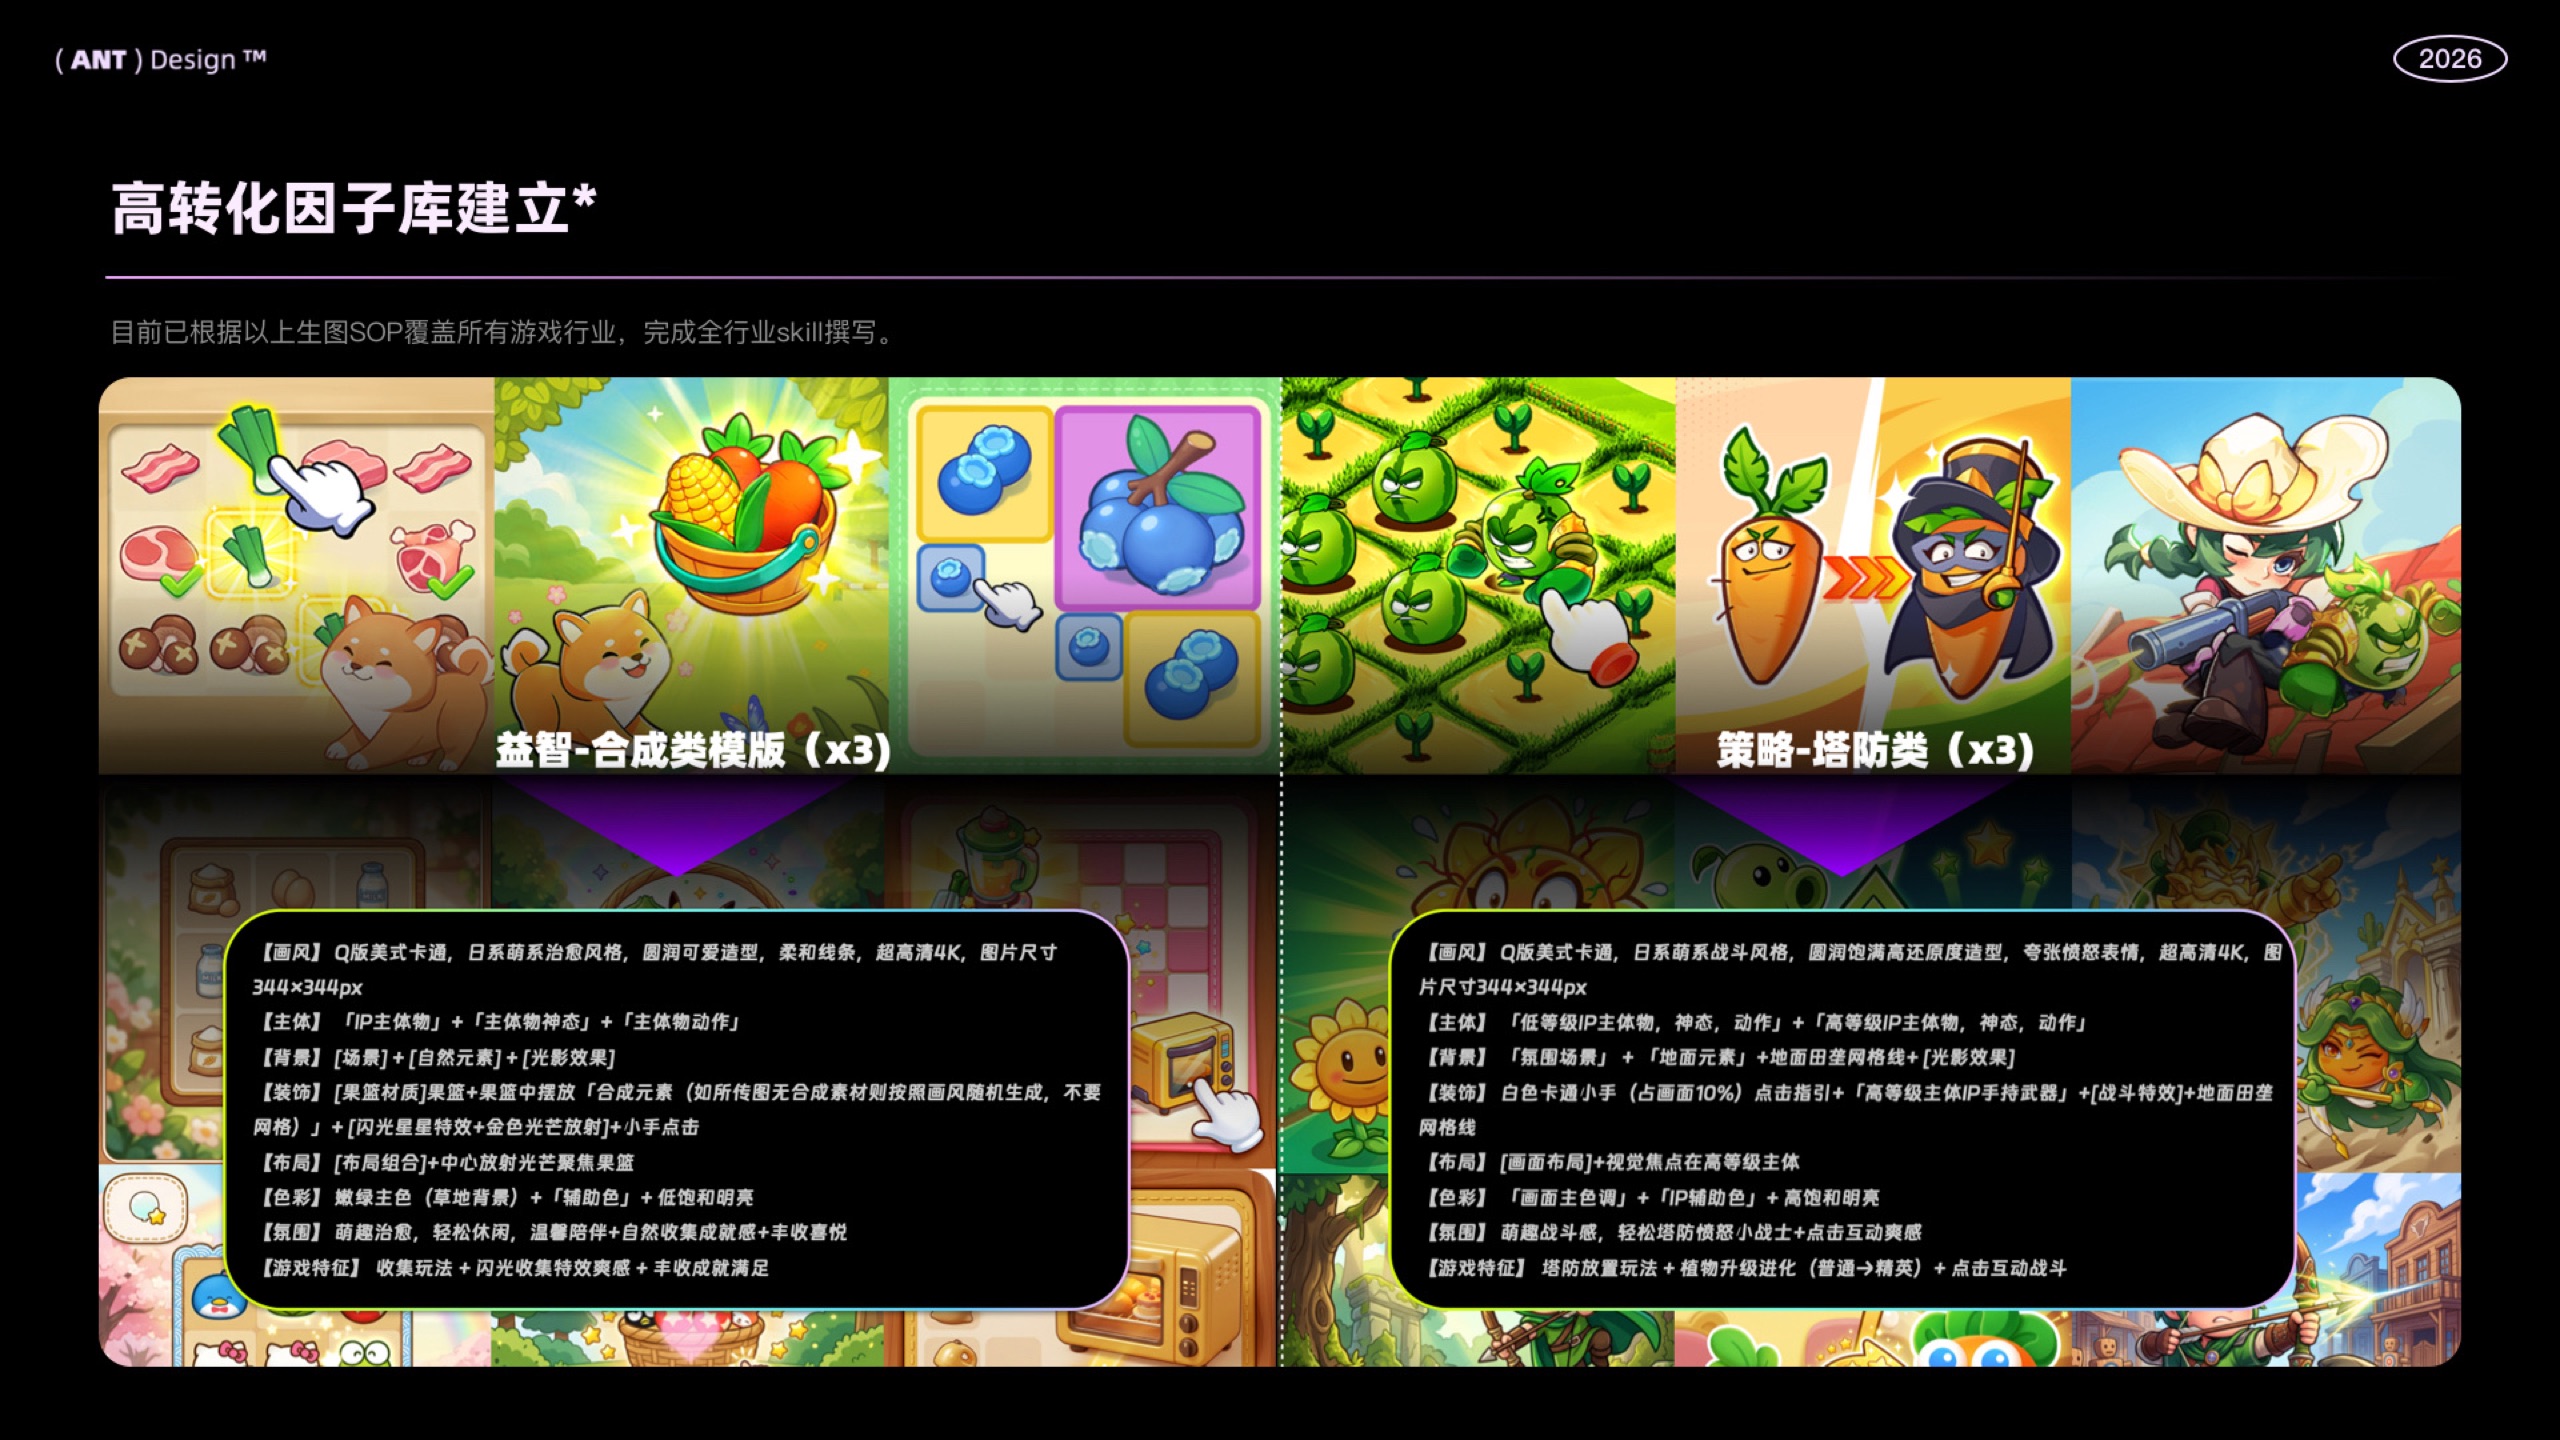 ( ANT ) Design ™
2026
高转化因子库建立*
目前已根据以上生图SOP覆盖所有游戏行业，完成全行业skill撰写。
益智-合成类模版（x3）
策略-塔防类（x3）
【画风】 Q版美式卡通，日系萌系治愈风格，圆润可爱造型，柔和线条，超高清4K，图片尺寸
344×344px
【主体】 「IP主体物」+「主体物神态」+「主体物动作」
【背景】 [场景] + [自然元素] + [光影效果]
【装饰】 [果篮材质]果篮+果篮中摆放「合成元素（如所传图无合成素材则按照画风随机生成，不要
网格）」+ [闪光星星特效+金色光芒放射]+小手点击
【布局】 [布局组合]+中心放射光芒聚焦果篮
【色彩】 嫩绿主色（草地背景）+「辅助色」+ 低饱和明亮
【氛围】 萌趣治愈，轻松休闲，温馨陪伴+自然收集成就感+丰收喜悦
【游戏特征】 收集玩法 + 闪光收集特效爽感 + 丰收成就满足
【画风】 Q版美式卡通，日系萌系战斗风格，圆润饱满高还原度造型，夸张愤怒表情，超高清4K，图
片尺寸344×344px
【主体】 「低等级IP主体物，神态，动作」+「高等级IP主体物，神态，动作」
【背景】 「氛围场景」 + 「地面元素」+地面田垄网格线+ [光影效果]
【装饰】 白色卡通小手（占画面10%）点击指引+「高等级主体IP手持武器」+[战斗特效]+地面田垄
网格线
【布局】 [画面布局]+视觉焦点在高等级主体
【色彩】 「画面主色调」+「IP辅助色」+ 高饱和明亮
【氛围】 萌趣战斗感，轻松塔防愤怒小战士+点击互动爽感
【游戏特征】 塔防放置玩法 + 植物升级进化（普通→精英）+ 点击互动战斗